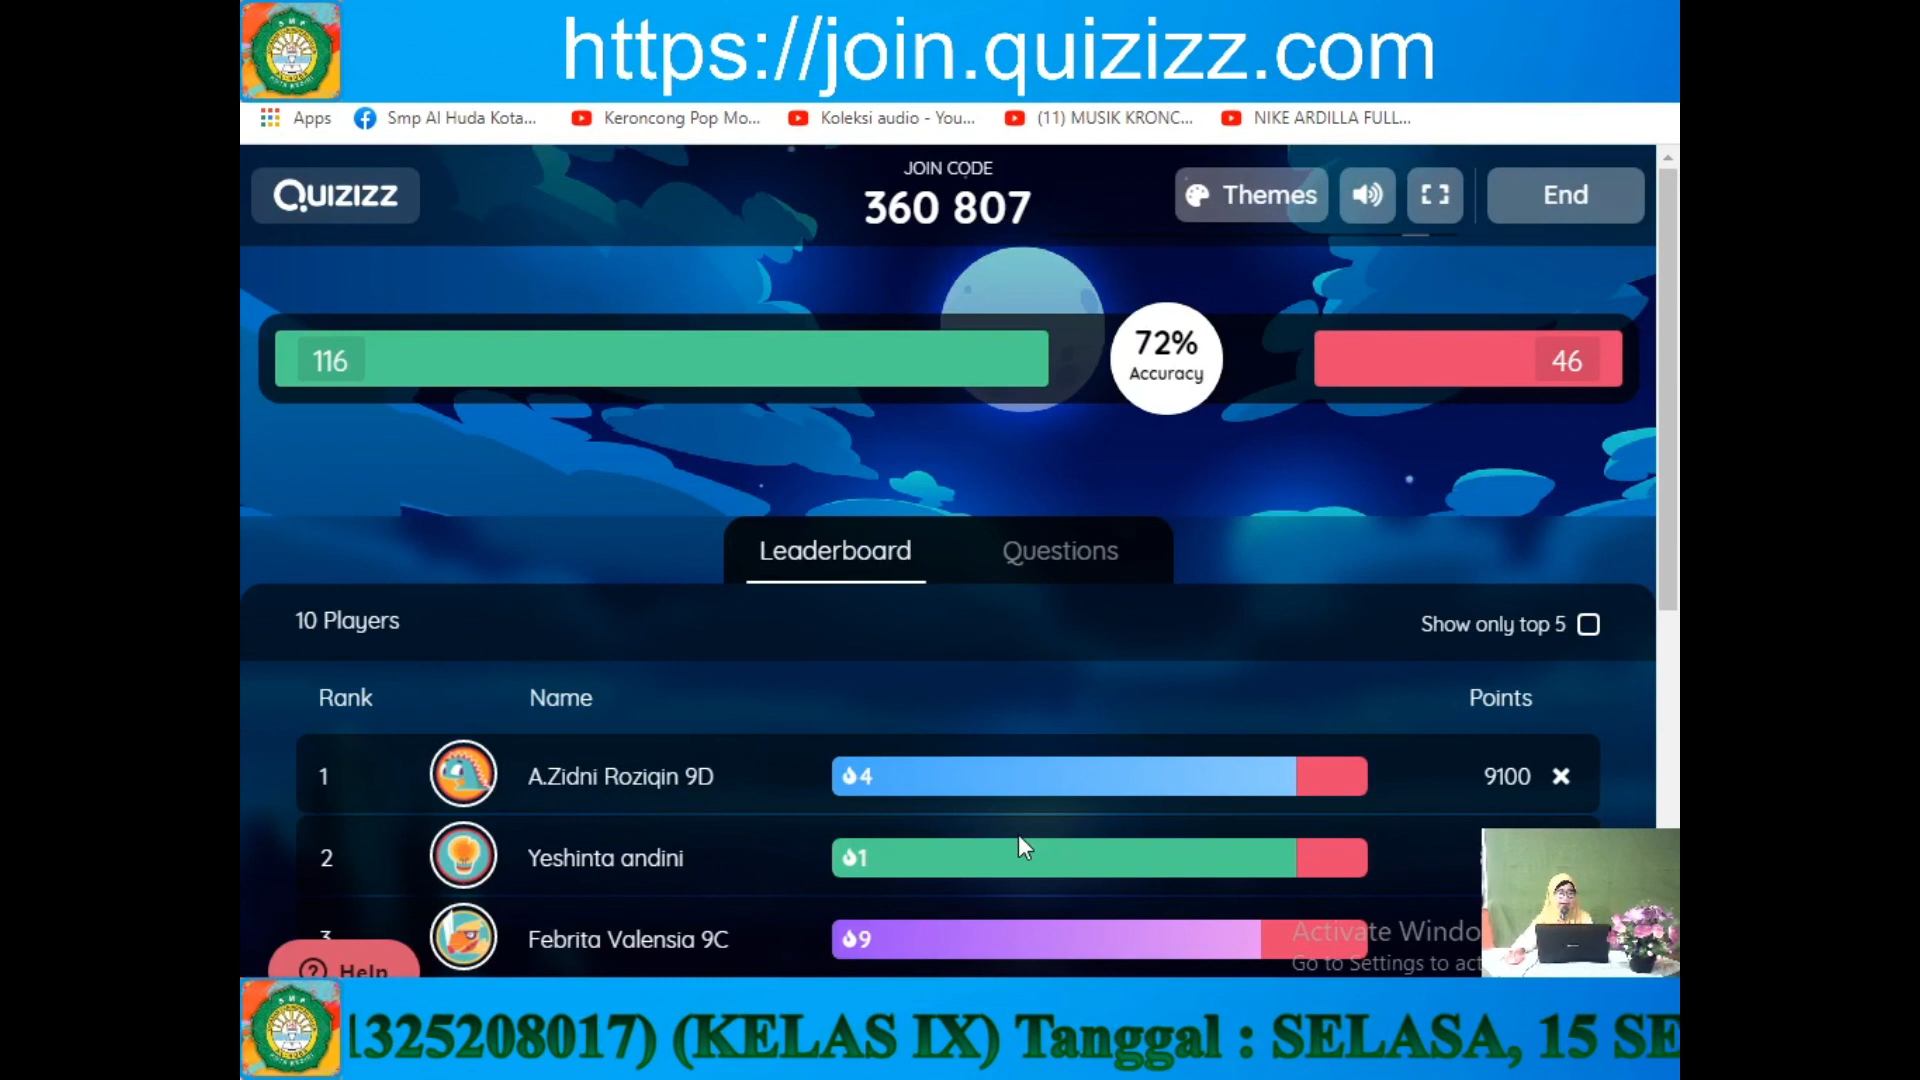 https://join.quizizz.com
Apps Smp Al Huda Kota... Keroncong Pop Mo... Koleksi audio - You... (11) MUSIK KRONC... NIKE ARDILLA FULL...
QUIZIZZ
JOIN CODE
360 807
Themes
End
116
72%
Accuracy
46
Leaderboard Questions
10 Players
Show only top 5
Rank Name Points
1 A.Zidni Roziqin 9D 4 9100
2 Yeshinta andini 1
3 Febrita Valensia 9C 9
Activate Windo
Go to Settings to act
Help
1325208017) (KELAS IX) Tanggal : SELASA, 15 SE